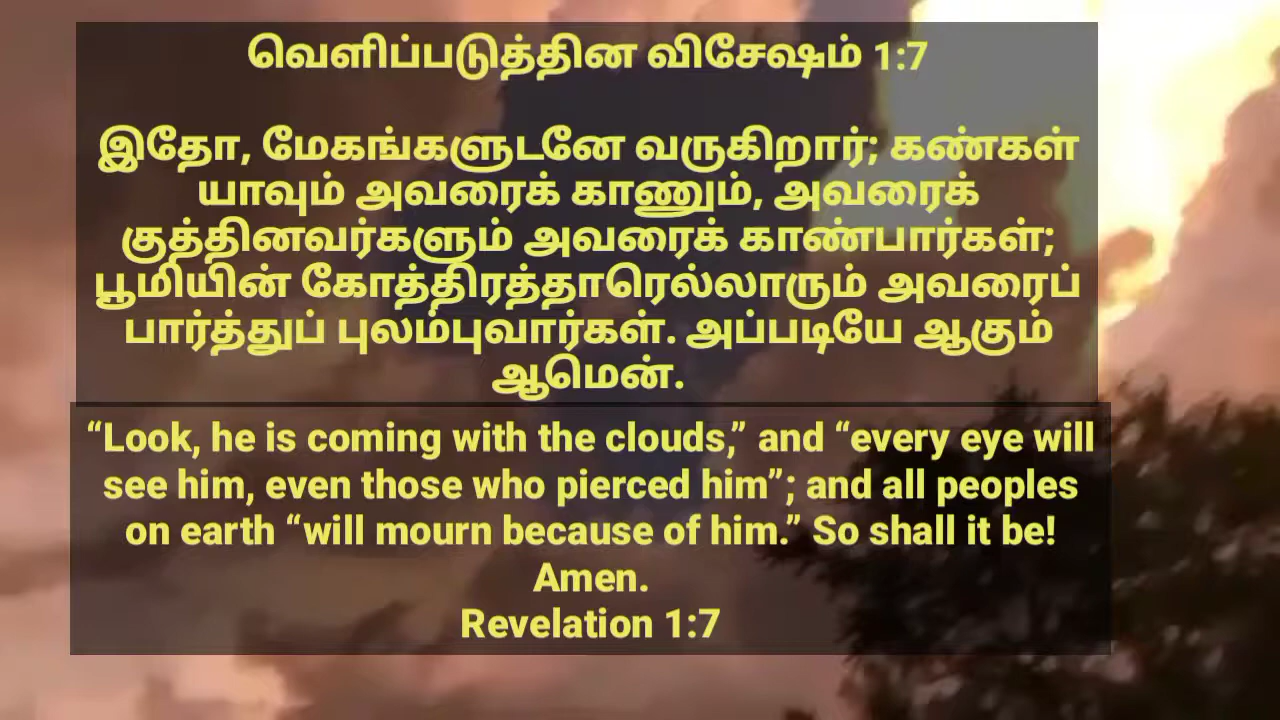 வெளிப்படுத்தின விசேஷம் 1:7
இதோ, மேகங்களுடனே வருகிறார்; கண்கள்
யாவும் அவரைக் காணும், அவரைக்
குத்தினவர்களும் அவரைக் காண்பார்கள்;
பூமியின் கோத்திரத்தாரெல்லாரும் அவரைப்
பார்த்துப் புலம்புவார்கள். அப்படியே ஆகும்
ஆமென்.
“Look, he is coming with the clouds,” and “every eye will
see him, even those who pierced him”; and all peoples
on earth “will mourn because of him.” So shall it be!
Amen.
Revelation 1:7